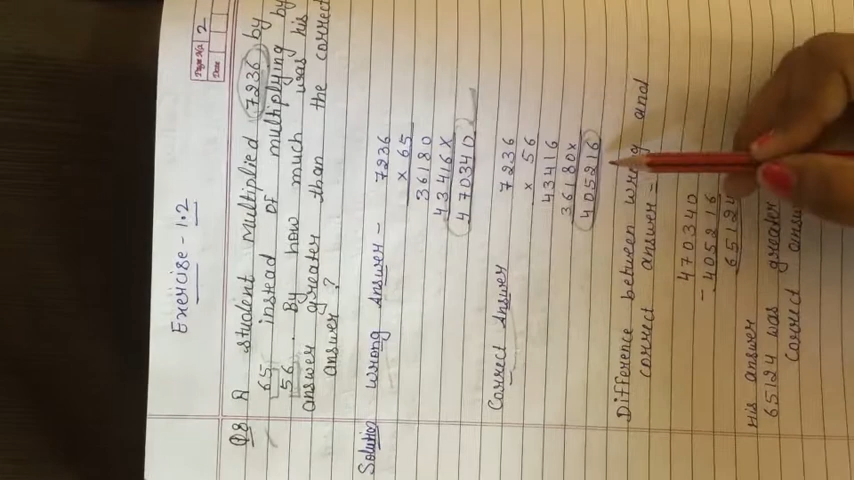 Page No. 2
Date
Exercise - 1.2
Q8 A student multiplied 7236 by
65 instead of multiplying by
56. By how much was his
answer greater than the correct
answer?
Solution wrong Answer - 7236
× 65
36180
43416×
470340
Correct Answer 7236
× 56
43416
36180×
405216
Difference between wrong and
correct answer =
470340
- 405216
65124
His answer
65124 was greater
correct answ